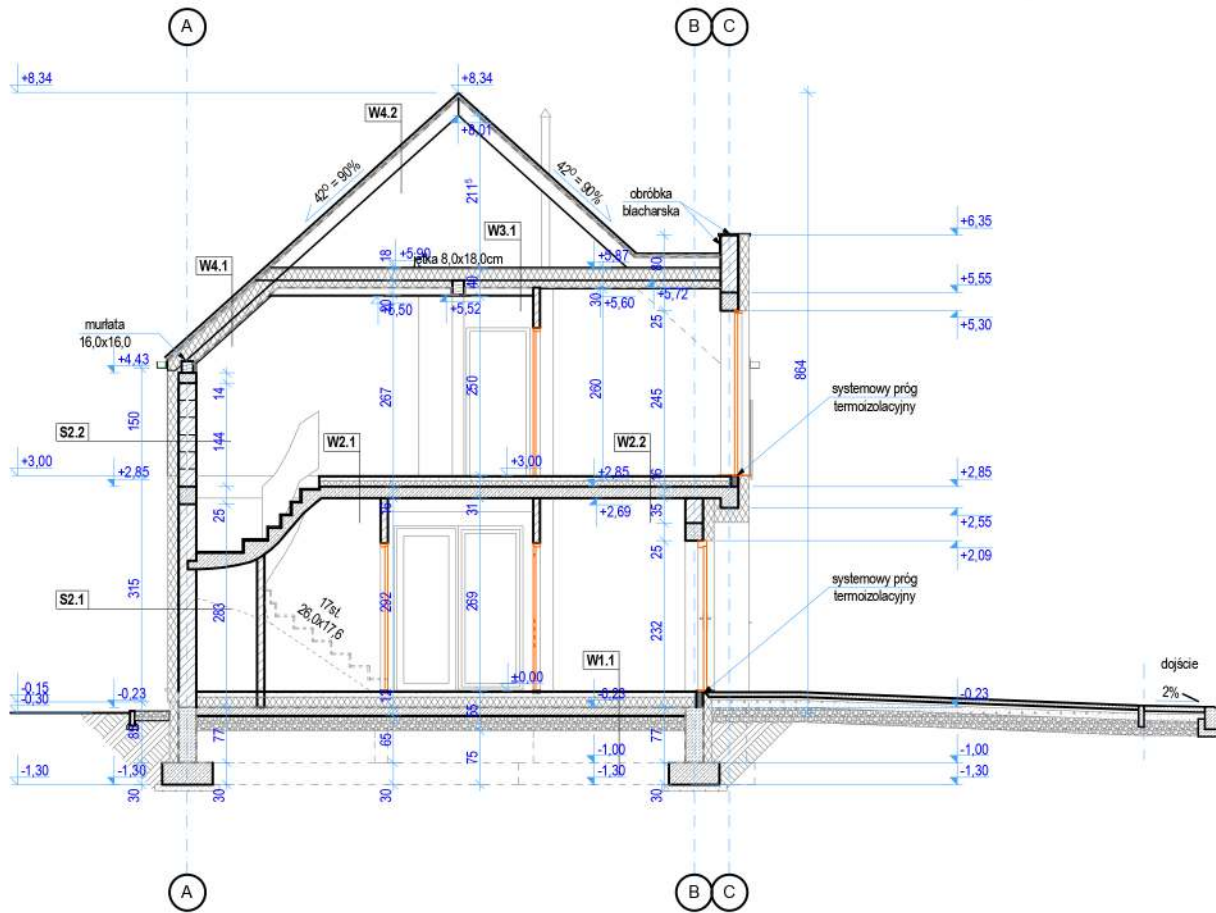 A
B
C
+8,34
+8,34
W4.2
+8,01
42° = 90%
42° = 90%
211⁵
obróbka
blacharska
+6,35
W3.1
+5,90
18
jętka 8,0x18,0cm
+5,87
80
W4.1
40
30
+5,72
+5,60
+5,52
+5,55
25
+5,30
murłata
16,0x16,0
+4,43
14
150
267
250
260
245
864
systemowy próg
termoizolacyjny
S2.2
144
W2.1
W2.2
+3,00
+2,85
+3,00
+2,85
16
+2,85
25
16
31
+2,69
35
+2,55
25
+2,09
315
systemowy próg
termoizolacyjny
S2.1
283
17st.
26,0x17,6
292
269
232
W1.1
dojście
2%
±0,00
-0,15
-0,30
-0,23
12
-0,23
-0,23
77
65
75
77
-1,00
-1,00
-1,30
-1,30
-1,30
-1,30
30
30
30
30
A
B
C